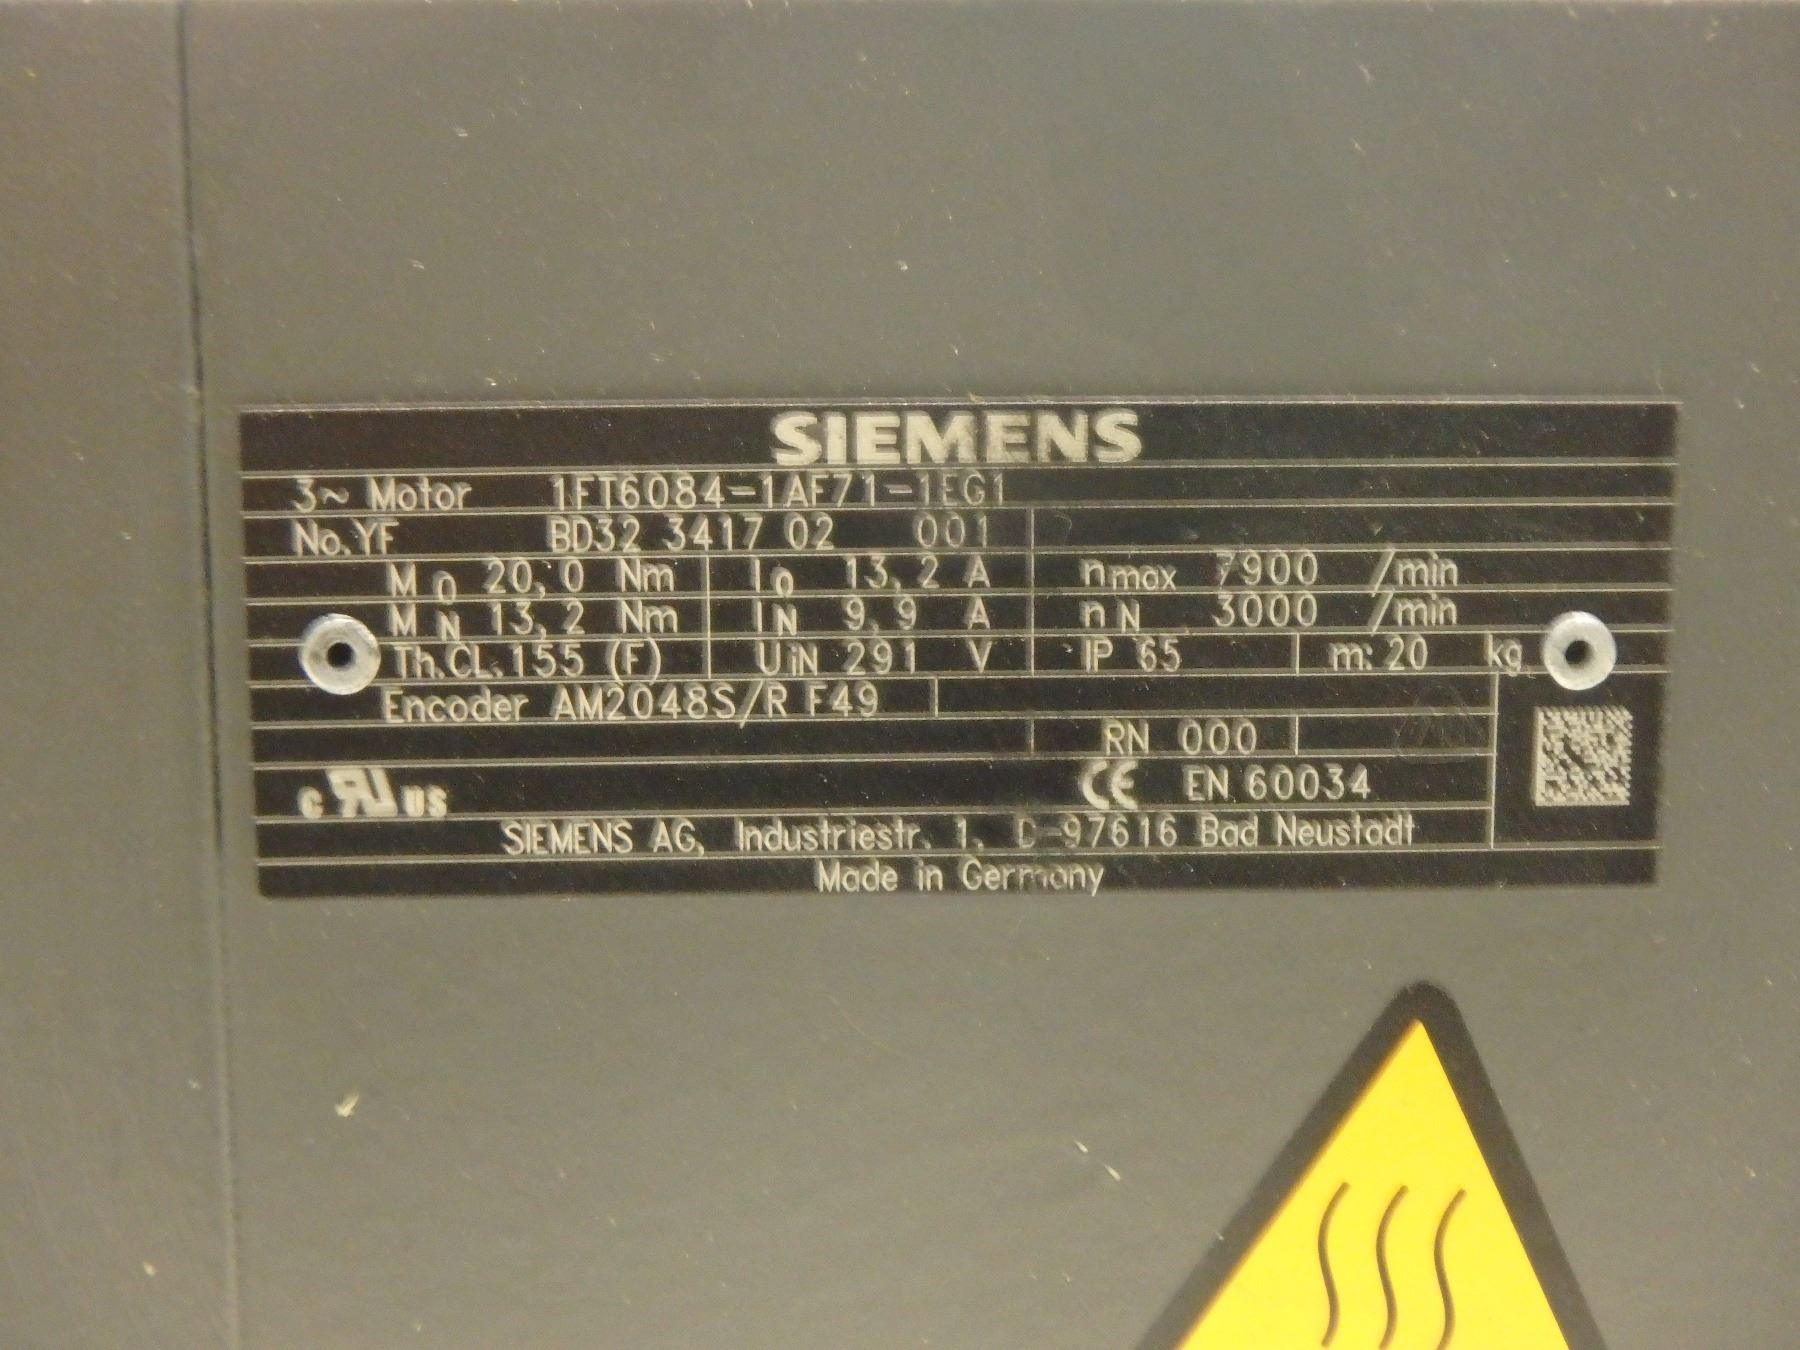 SIEMENS
3~ Motor 1FT6084-1AF71-1EG1
No. YF BD32 3417 02 001
M0 20,0 Nm I0 13,2 A nmax 7900 /min
MN 13,2 Nm IN 9,9 A nN 3000 /min
Th.CL. 155 (F) UiN 291 V IP 65 m: 20 kg
Encoder AM2048S/R F49
RN 000
c RU US CE EN 60034
SIEMENS AG, Industriestr. 1, D-97616 Bad Neustadt
Made in Germany